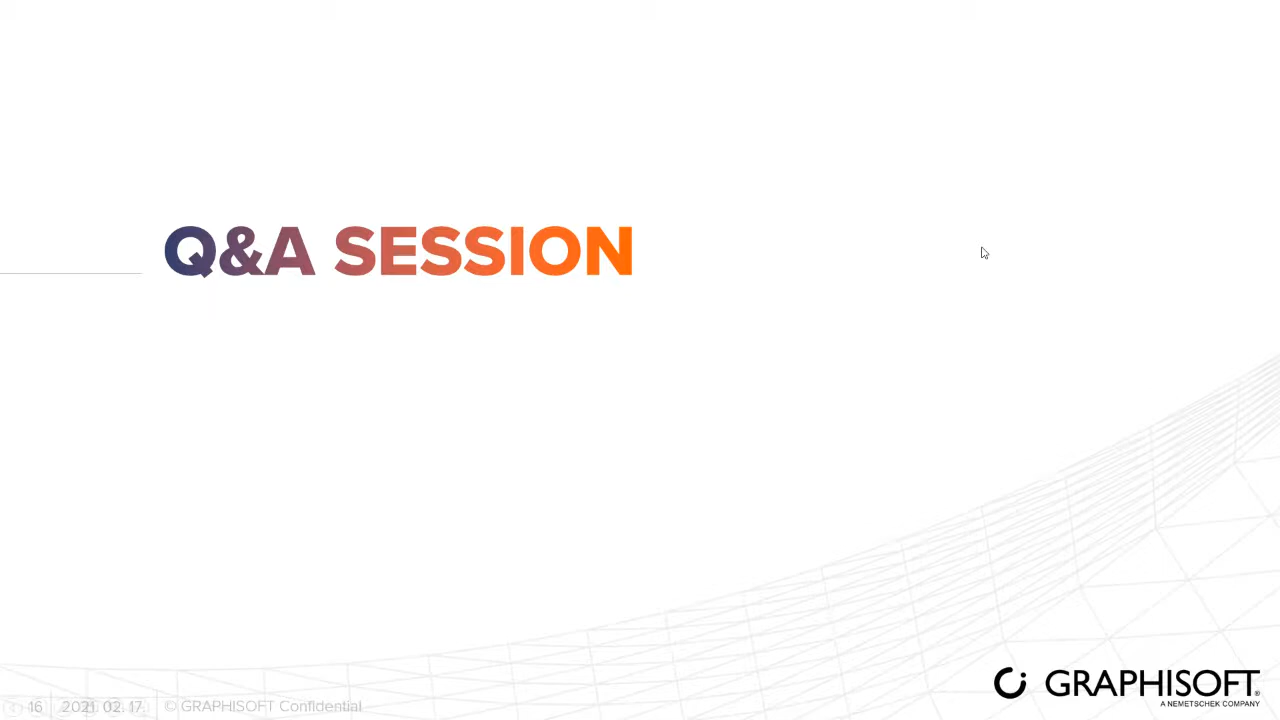 Q&A SESSION
16 2021. 02. 17. © GRAPHISOFT Confidential
GRAPHISOFT®
A NEMETSCHEK COMPANY